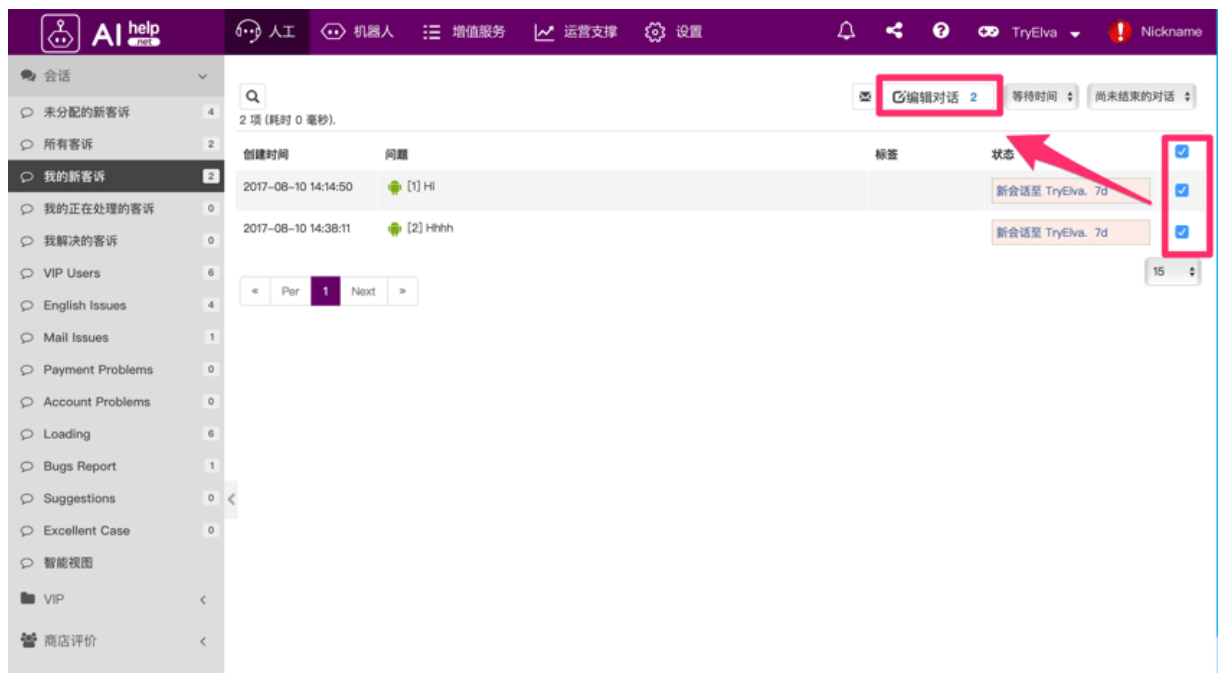 AI help .net
人工
机器人
增值服务
运营支撑
设置
TryElva
Nickname
会话
未分配的新客诉 4
所有客诉 2
我的新客诉 2
我的正在处理的客诉 0
我解决的客诉 0
VIP Users 6
English Issues 4
Mail Issues 1
Payment Problems 0
Account Problems 0
Loading 6
Bugs Report 1
Suggestions 0
Excellent Case 0
智能视图
VIP
商店评价
编辑对话 2
等待时间
尚未结束的对话
2 项 (耗时 0 毫秒).
创建时间 问题 标签 状态
2017-08-10 14:14:50 [1] Hi 新会话至 TryElva. 7d
2017-08-10 14:38:11 [2] Hhhh 新会话至 TryElva. 7d
15
« Per 1 Next »